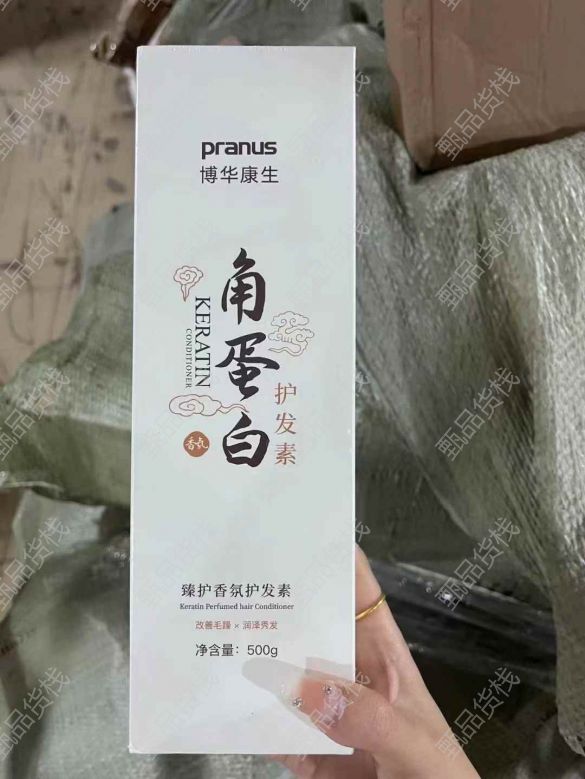 pranus
博华康生
角蛋白
KERATIN
CONDITIONER
护发素
香氛
臻护香氛护发素
Keratin Perfumed hair Conditioner
改善毛躁 × 润泽秀发
净含量：500g
甄品货栈